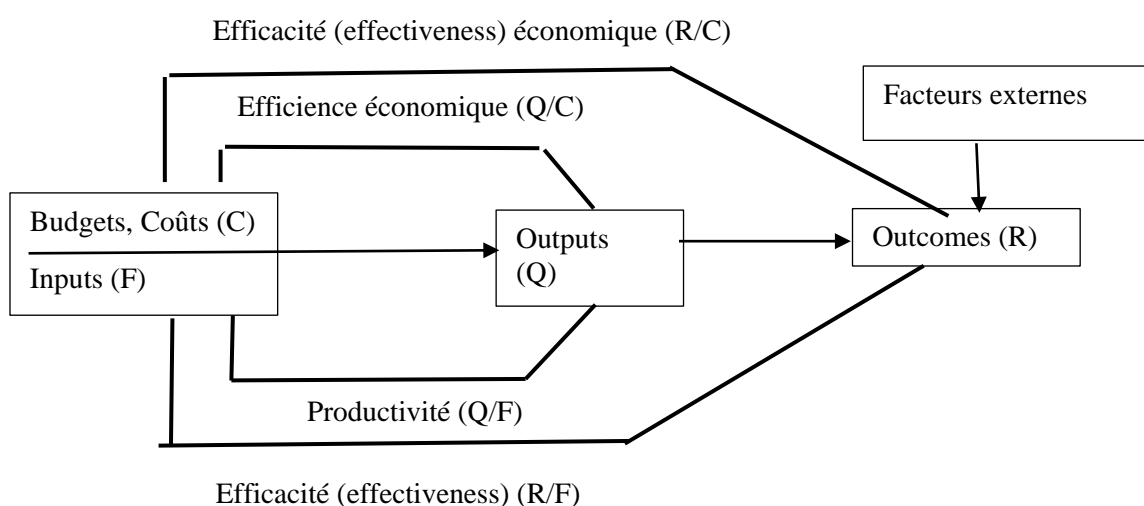 Efficacité (effectiveness) économique (R/C)
Efficience économique (Q/C)
Facteurs externes
Budgets, Coûts (C)
Inputs (F)
Outputs
(Q)
Outcomes (R)
Productivité (Q/F)
Efficacité (effectiveness) (R/F)